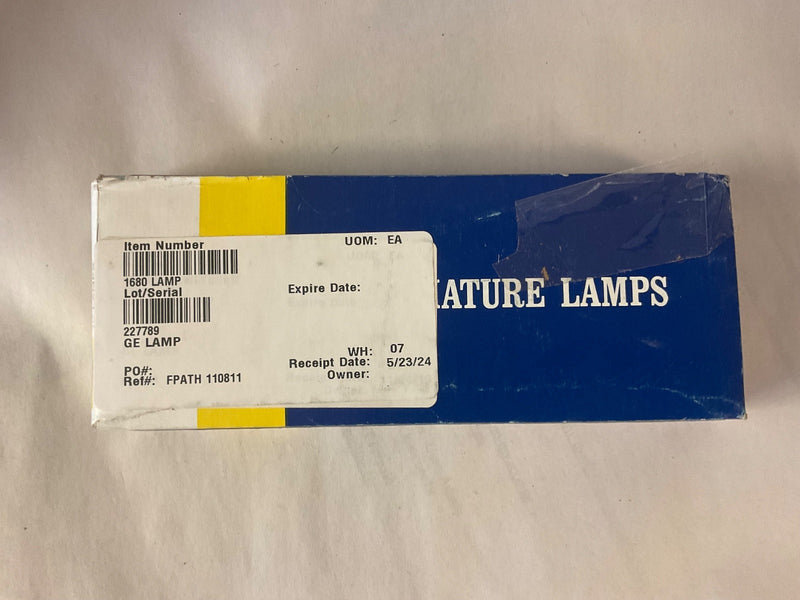 Item Number
UOM: EA
1680 LAMP
Lot/Serial
Expire Date:
227789
GE LAMP
WH: 07
PO#:
Receipt Date: 5/23/24
Ref#: FPATH 110811
Owner:
IATURE LAMPS